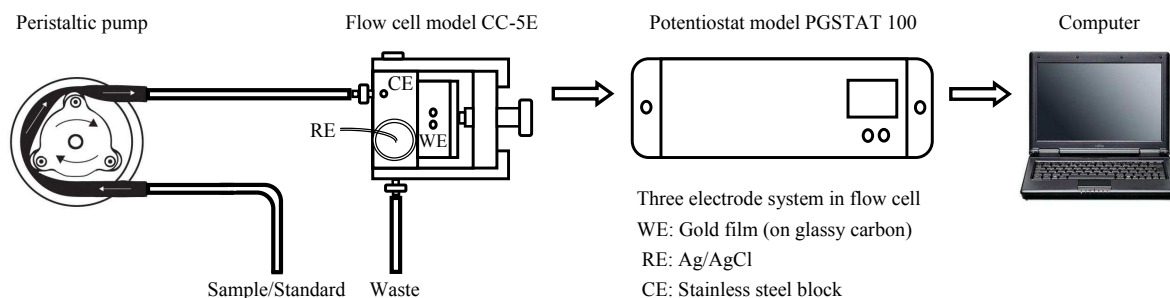 Peristaltic pump
Flow cell model CC-5E
Potentiostat model PGSTAT 100
Computer
CE
RE
WE
Three electrode system in flow cell
WE: Gold film (on glassy carbon)
RE: Ag/AgCl
CE: Stainless steel block
Sample/Standard
Waste